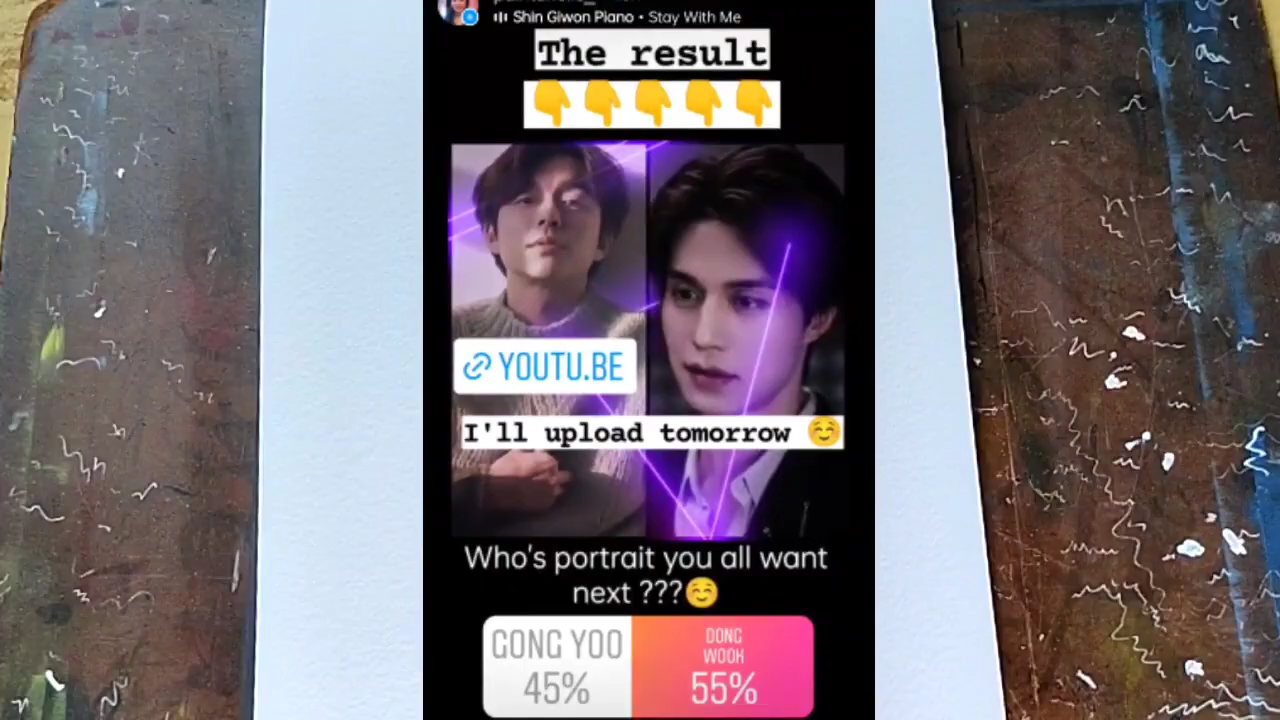 Shin Giwon Piano • Stay With Me
The result
YOUTU.BE
I'll upload tomorrow
Who's portrait you all want
next ???
GONG YOO
45%
DONG
WOOK
55%